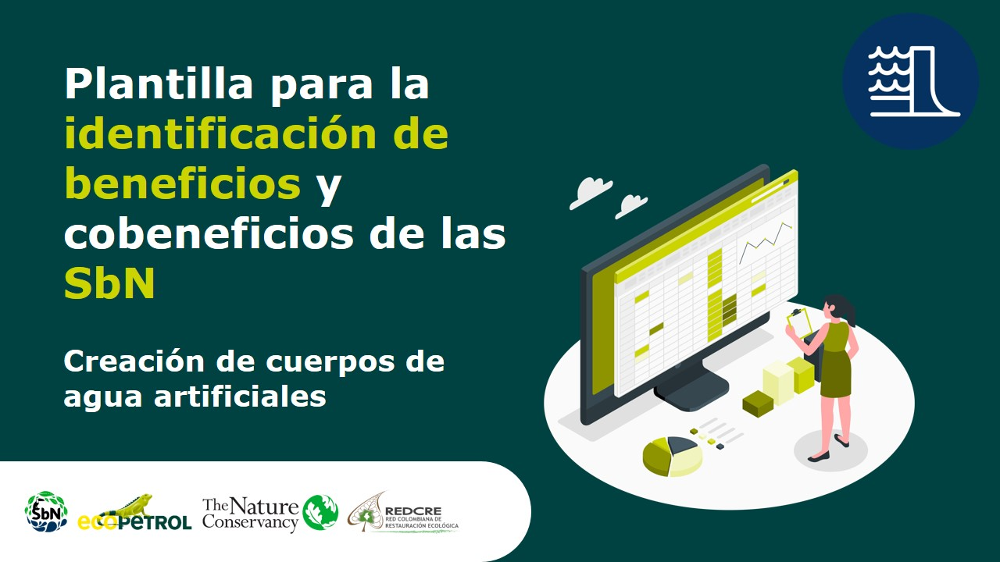 Plantilla para la
identificación de
beneficios y
cobeneficios de las
SbN
Creación de cuerpos de
agua artificiales
SbN
ecoPETROL
The Nature
Conservancy
REDCRE
RED COLOMBIANA DE
RESTAURACIÓN ECOLÓGICA